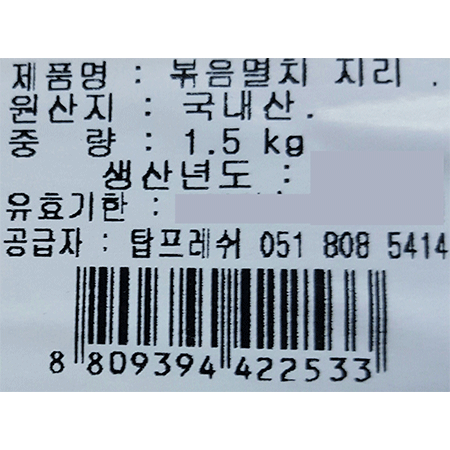 제품명 : 볶음멸치 지리 .
원산지 : 국내산.
중 량 : 1.5 kg
생산년도 :
유효기한 :
공급자 : 탑프레쉬 051 808 5414
8 809394 422533